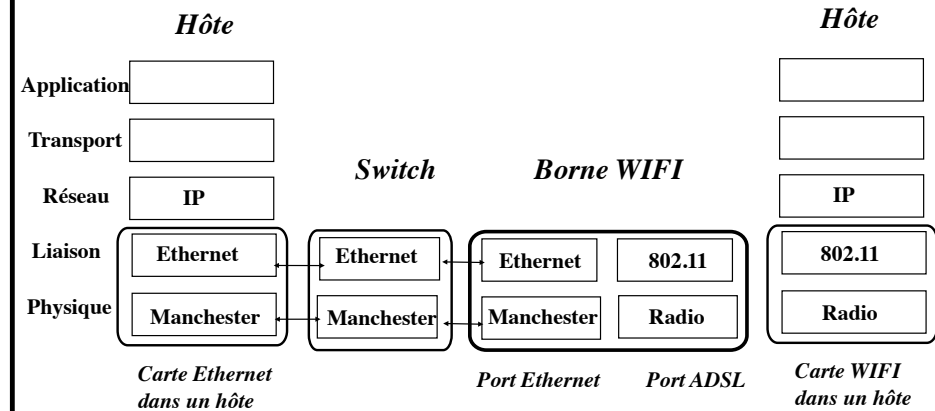 Hôte
Hôte
Application
Transport
Switch
Borne WIFI
Réseau
IP
IP
Liaison
Ethernet
Ethernet
Ethernet
802.11
802.11
Physique
Manchester
Manchester
Manchester
Radio
Radio
Carte Ethernet
dans un hôte
Port Ethernet
Port ADSL
Carte WIFI
dans un hôte